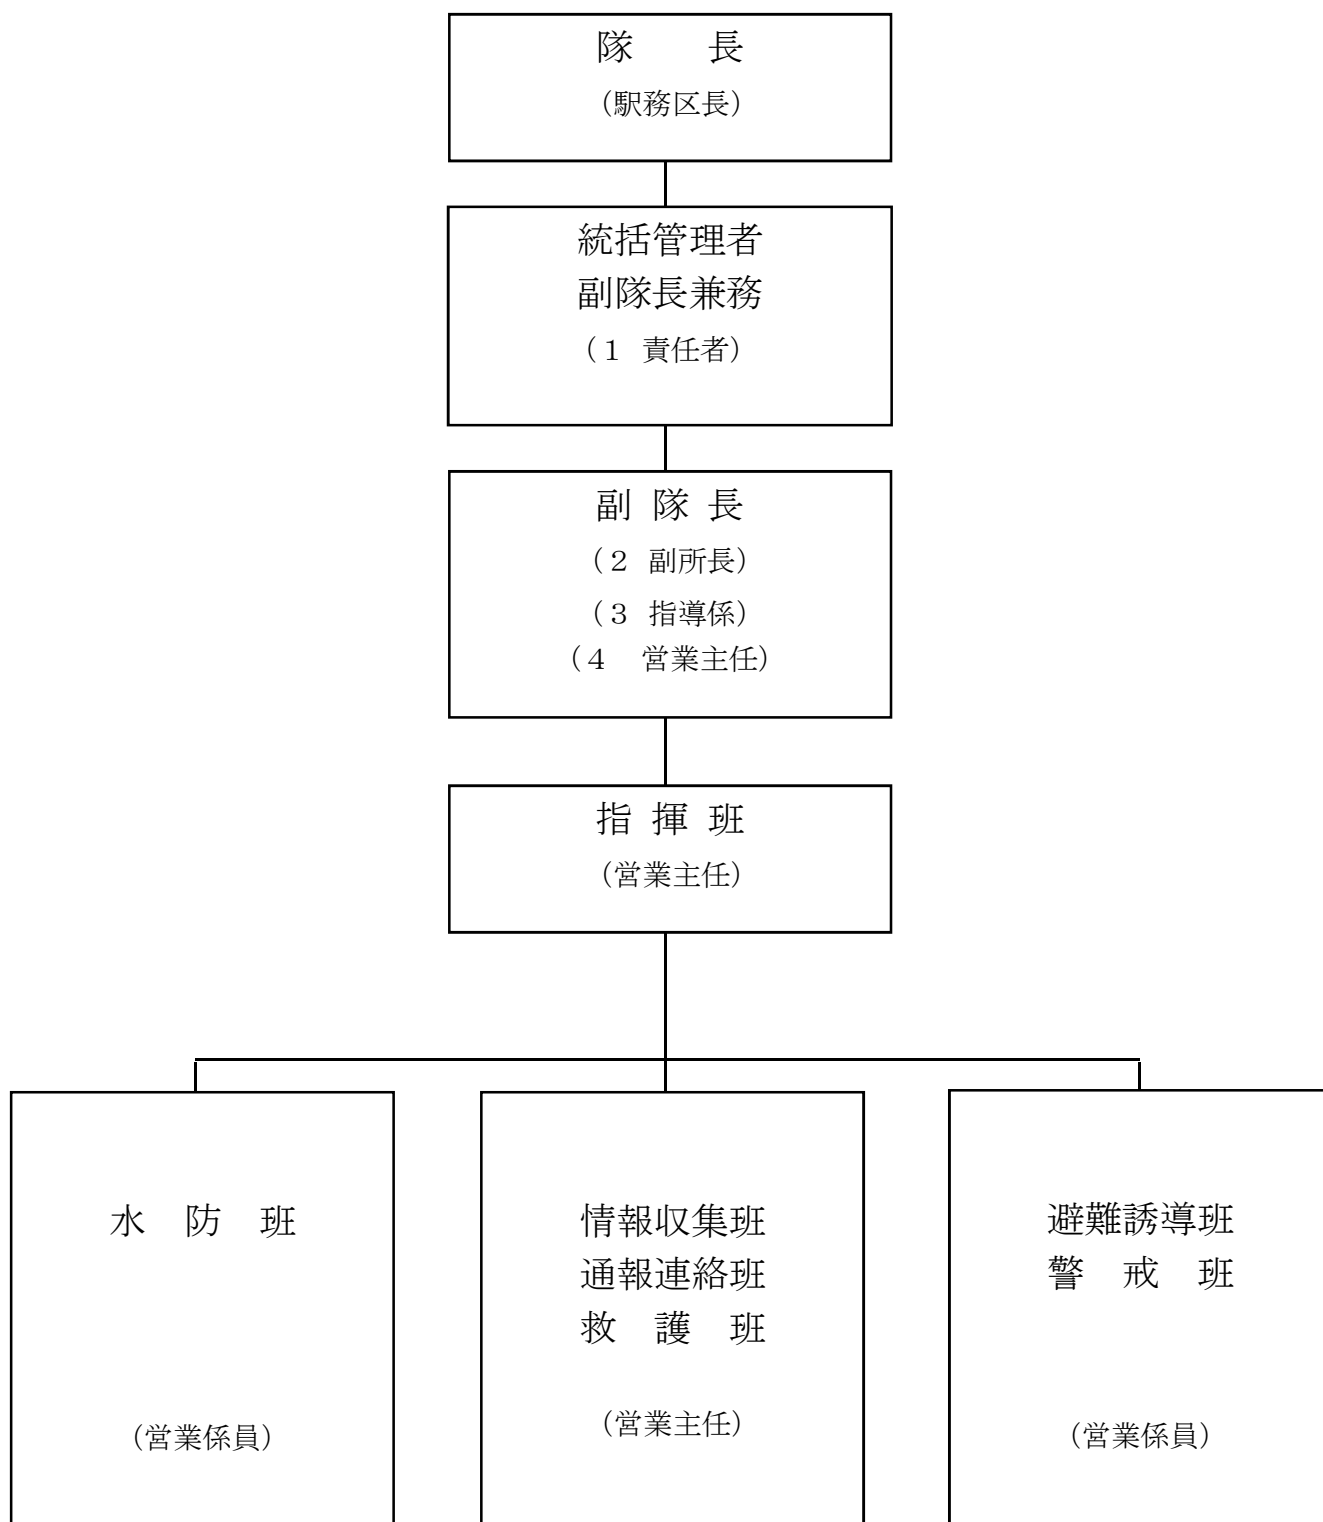 隊　　長
（駅務区長）
統括管理者
副隊長兼務
（１　責任者）
副　隊　長
（２　副所長）
（３　指導係）
（４　営業主任）
指　揮　班
（営業主任）
水　防　班
（営業係員）
情報収集班
通報連絡班
救　護　班
（営業主任）
避難誘導班
警　戒　班
（営業係員）